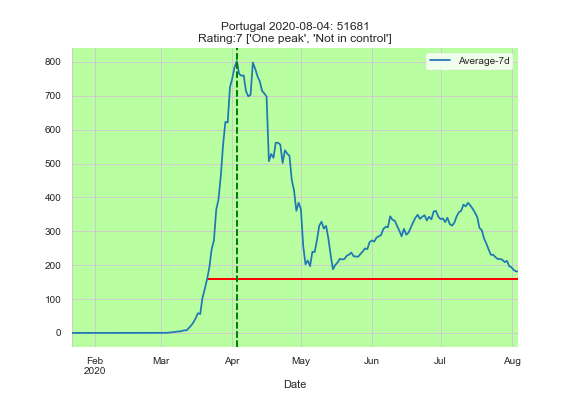 Portugal 2020-08-04: 51681
Rating:7 ['One peak', 'Not in control']
Average-7d
800
700
600
500
400
300
200
100
0
Feb Mar Apr May Jun Jul Aug
2020
Date